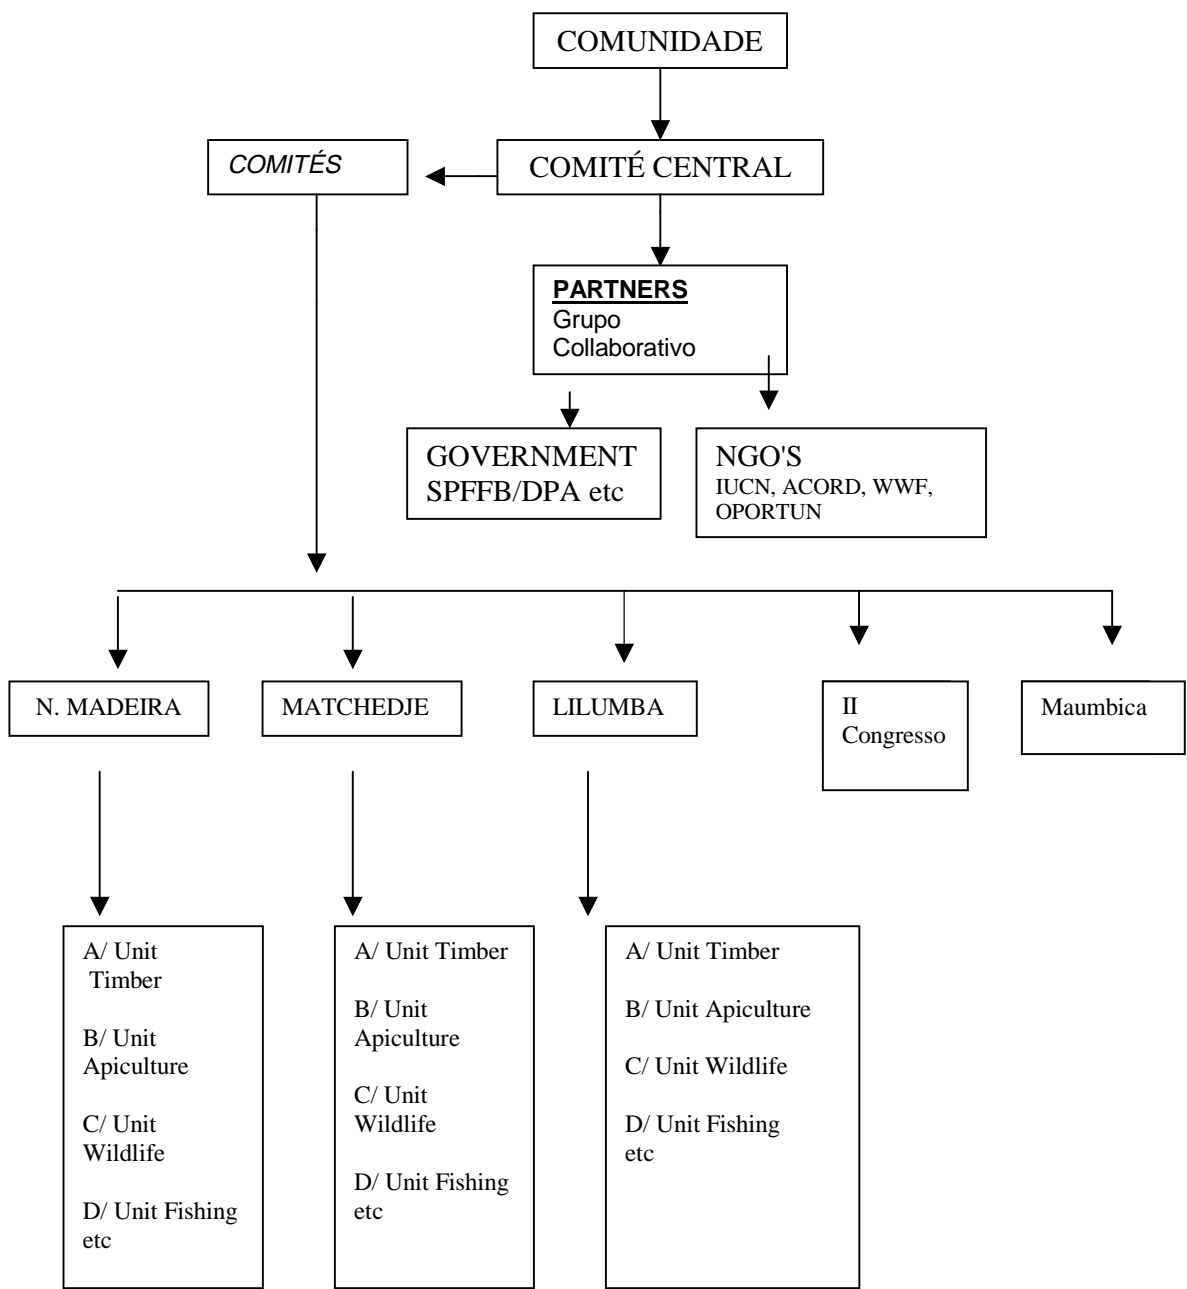 COMUNIDADE
COMITÉS
COMITÉ CENTRAL
PARTNERS
Grupo
Collaborativo
GOVERNMENT
SPFFB/DPA etc
NGO'S
IUCN, ACORD, WWF,
OPORTUN
N. MADEIRA
MATCHEDJE
LILUMBA
II
Congresso
Maumbica
A/ Unit
Timber
B/ Unit
Apiculture
C/ Unit
Wildlife
D/ Unit Fishing
etc
A/ Unit Timber
B/ Unit
Apiculture
C/ Unit
Wildlife
D/ Unit Fishing
etc
A/ Unit Timber
B/ Unit Apiculture
C/ Unit Wildlife
D/ Unit Fishing
etc